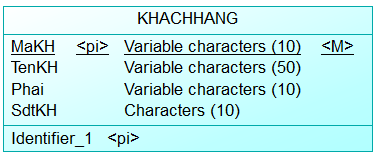 KHACHHANG
MaKH <pi> Variable characters (10) <M>
TenKH Variable characters (50)
Phai Variable characters (10)
SdtKH Characters (10)
Identifier_1 <pi>